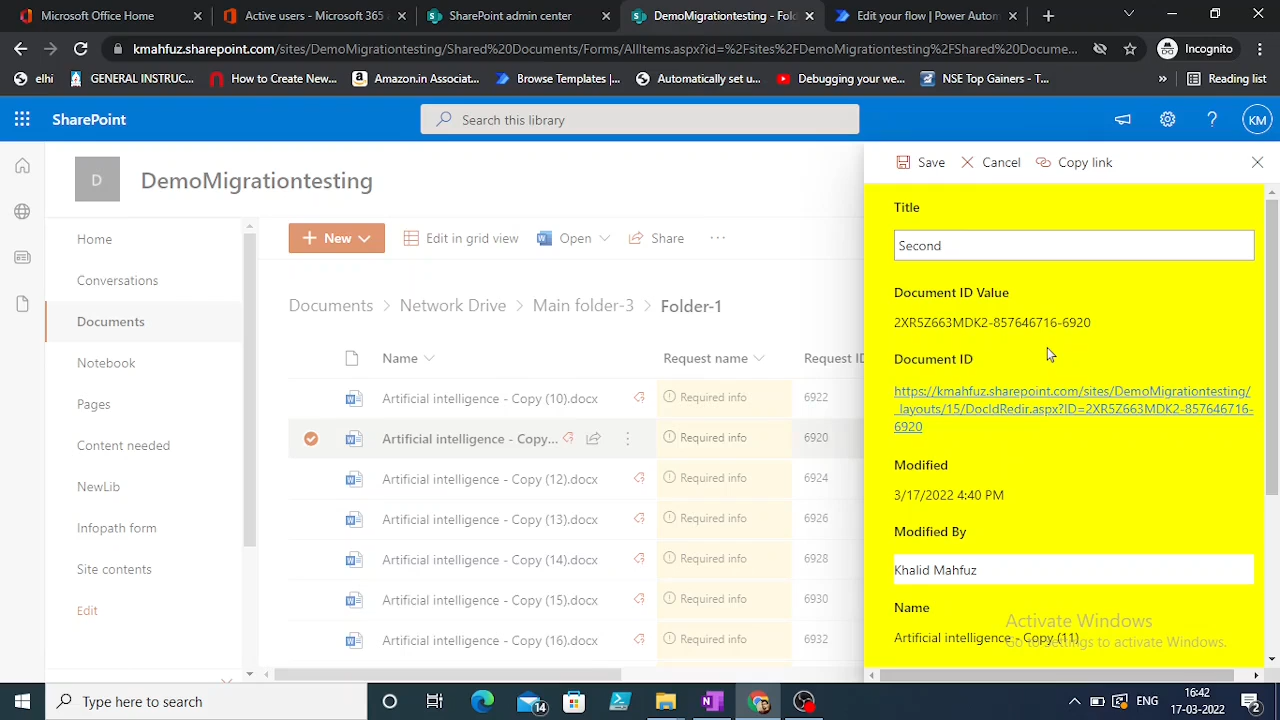 Home - Microsoft 365
Active users - Microsoft 365
SharePoint admin center
DemoMigrationtesting - Fold
Edit your flow | Power Autom
kmahfuz.sharepoint.com/sites/DemoMigrationtesting/Shared%20Documents/Forms/AllItems.aspx?id=%2Fsites%2FDemoMigrationtesting%2FShared%20Docume...
Incognito
elhi
GENERAL INSTRUC...
How to Create New...
Amazon.in Associat...
Browse Templates |...
Automatically set u...
Debugging your we...
NSE Top Gainers - T...
»
Reading list
SharePoint
Search this library
KM
D
DemoMigrationtesting
Home
Conversations
Documents
Notebook
Pages
Content needed
NewLib
Infopath form
Site contents
Edit
New
Edit in grid view
Open
Share
Documents > Network Drive > Main folder-3 > Folder-1
Name Request name Request ID
Artificial intelligence - Copy (10).docx Required info 6922
Artificial intelligence - Copy... Required info 6920
Artificial intelligence - Copy (12).docx Required info 6924
Artificial intelligence - Copy (13).docx Required info 6926
Artificial intelligence - Copy (14).docx Required info 6928
Artificial intelligence - Copy (15).docx Required info 6930
Artificial intelligence - Copy (16).docx Required info 6932
Save
Cancel
Copy link
Title
Second
Document ID Value
2XR5Z663MDK2-857646716-6920
Document ID
https://kmahfuz.sharepoint.com/sites/DemoMigrationtesting/
_layouts/15/DocIdRedir.aspx?ID=2XR5Z663MDK2-857646716-
6920
Modified
3/17/2022 4:40 PM
Modified By
Khalid Mahfuz
Name
Artificial intelligence - Copy (11)
Activate Windows
Go to Settings to activate Windows.
Type here to search
14
ENG
16:42
17-03-2022
2